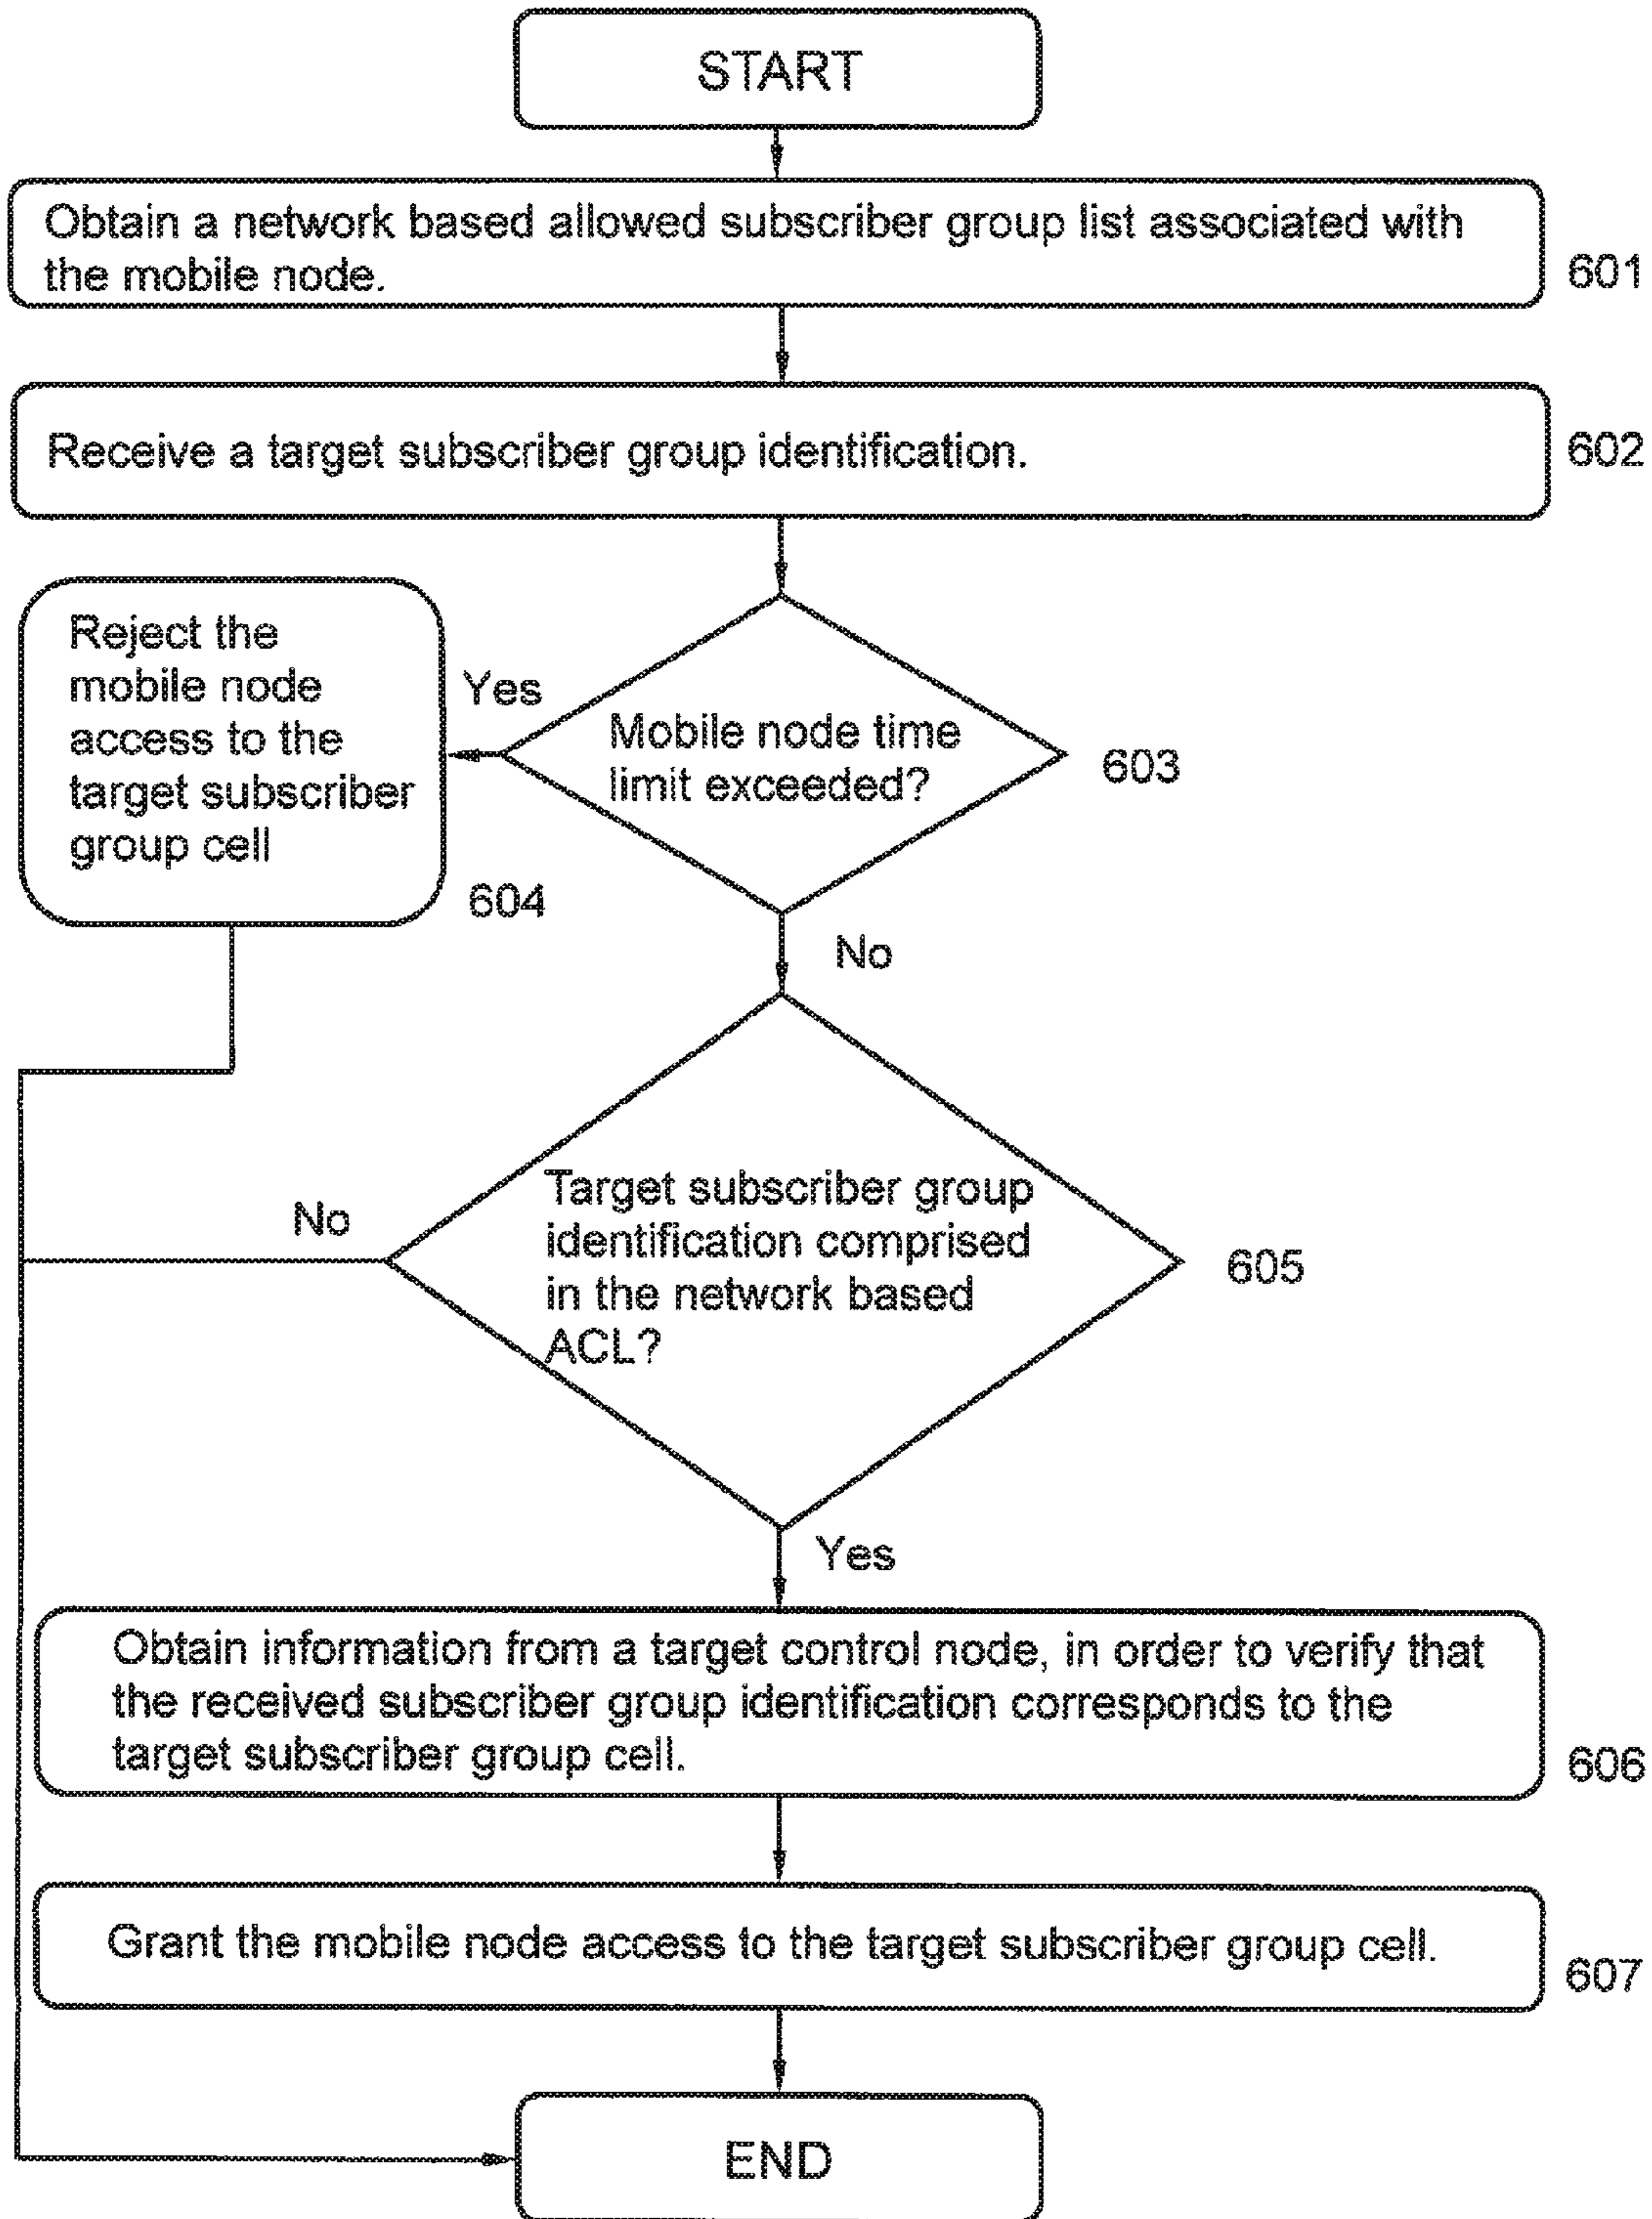 START
Obtain a network based allowed subscriber group list associated with
the mobile node.
601
Receive a target subscriber group identification.
602
Reject the
mobile node
access to the
target subscriber
group cell
604
Yes
Mobile node time
limit exceeded?
603
No
Target subscriber group
identification comprised
in the network based
ACL?
605
No
Yes
Obtain information from a target control node, in order to verify that
the received subscriber group identification corresponds to the
target subscriber group cell.
606
Grant the mobile node access to the target subscriber group cell.
607
END